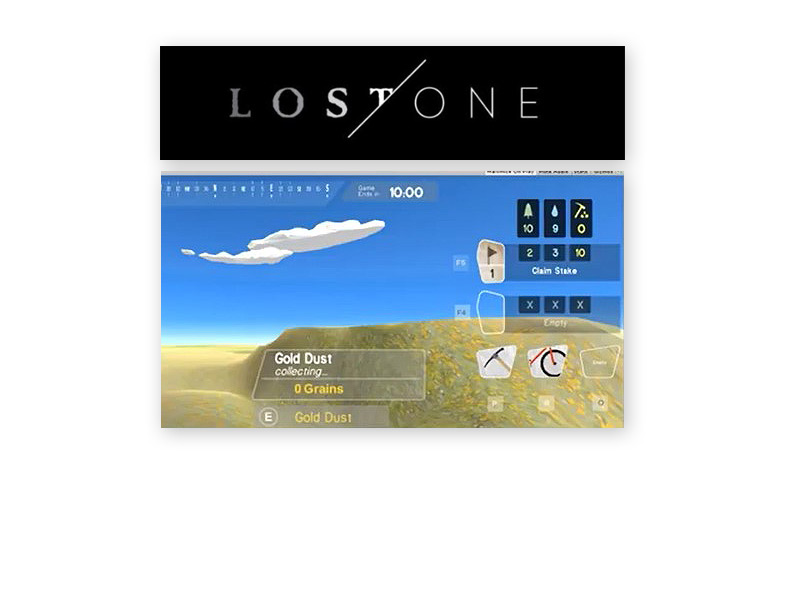 LOST/ONE
N E S
Game
Ends in 10:00
10 9 0
F5 2 3 10
1 Claim Stake
F4 X X X
Empty
Gold Dust
collecting...
0 Grains
E Gold Dust